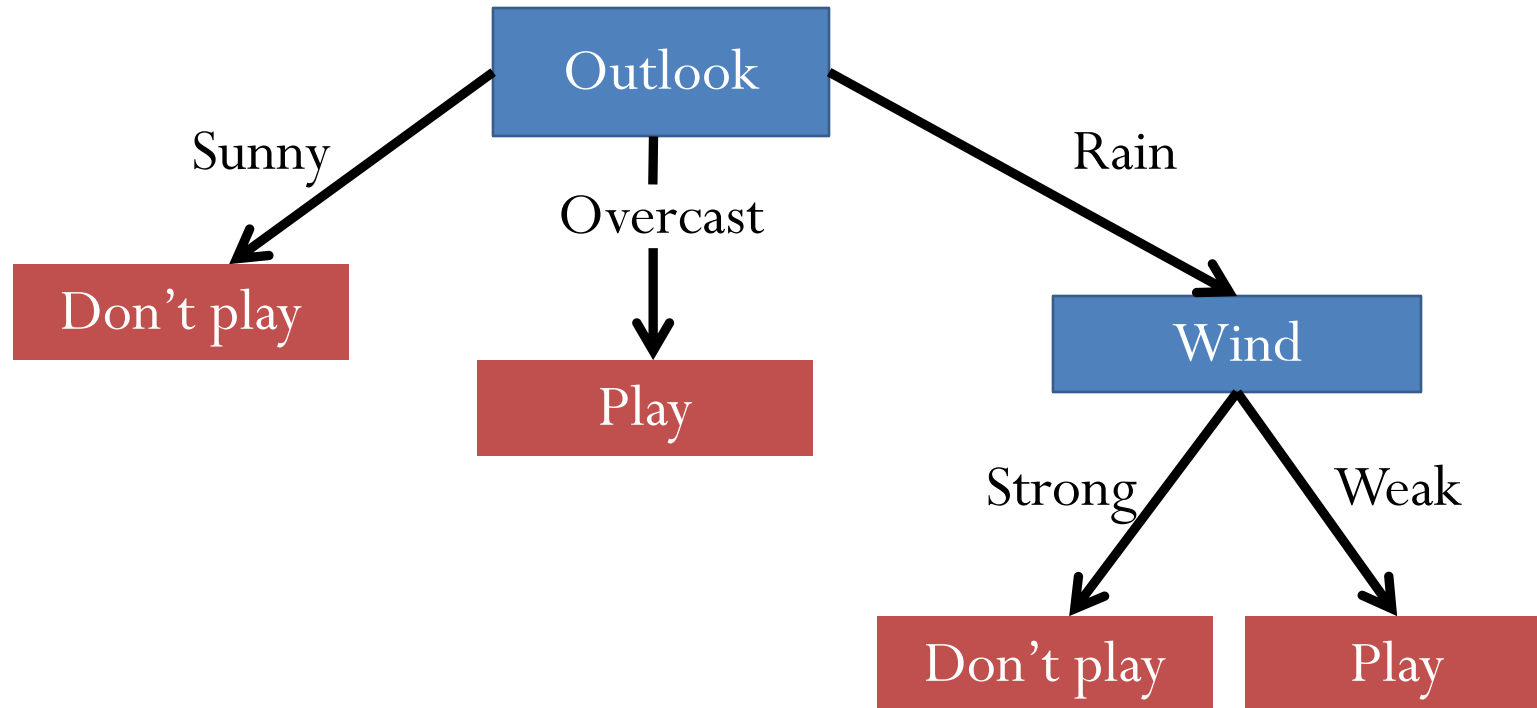 Outlook
Sunny
Overcast
Rain
Don’t play
Play
Wind
Strong
Weak
Don’t play
Play